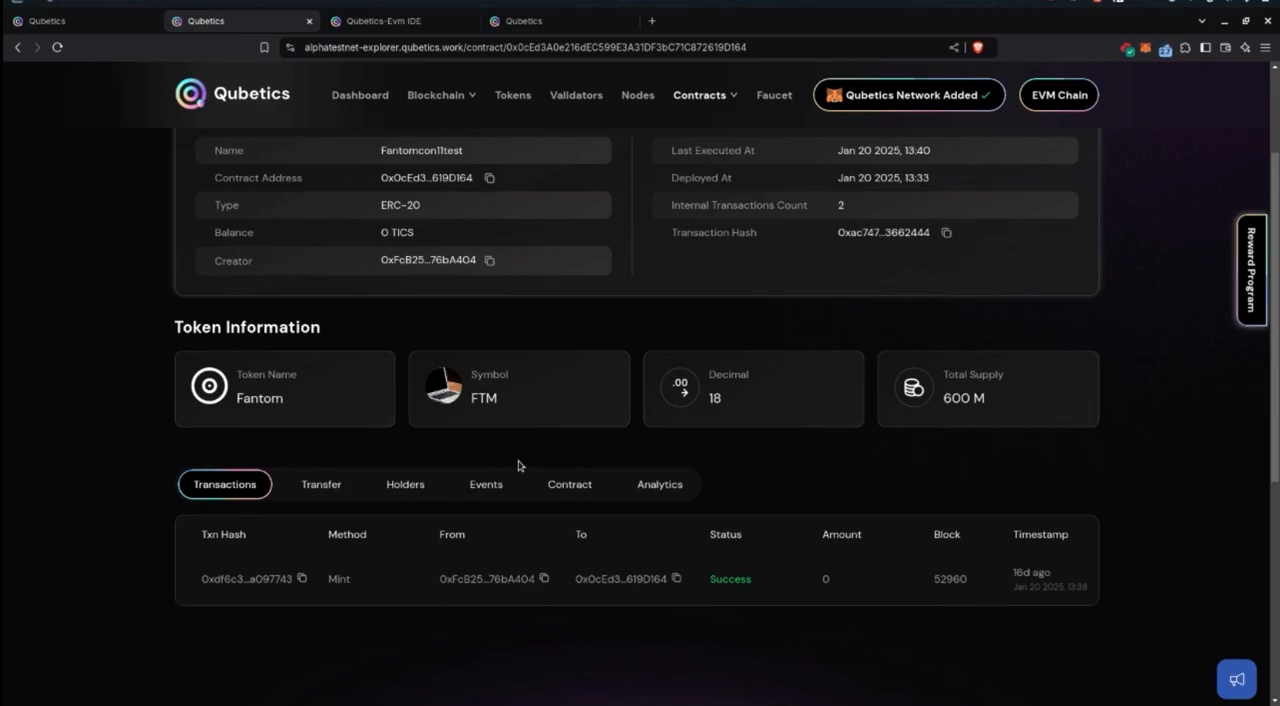 Qubetics
Qubetics
Qubetics-Evm IDE
Qubetics
alphatestnet-explorer.qubetics.work/contract/0x0cEd3A0e216dEC599E3A31DF3bC71C872619D164
Qubetics
Dashboard
Blockchain
Tokens
Validators
Nodes
Contracts
Faucet
Qubetics Network Added
EVM Chain
Name
Fantomcon11test
Last Executed At
Jan 20 2025, 13:40
Contract Address
0x0cEd3...619D164
Deployed At
Jan 20 2025, 13:33
Type
ERC-20
Internal Transactions Count
2
Balance
0 TICS
Transaction Hash
0xac747...3662444
Creator
0xFcB25...76bA404
Reward Program
Token Information
Token Name
Fantom
Symbol
FTM
.00
Decimal
18
Total Supply
600 M
Transactions
Transfer
Holders
Events
Contract
Analytics
Txn Hash
Method
From
To
Status
Amount
Block
Timestamp
0xdf6c3...a097743
Mint
0xFcB25...76bA404
0x0cEd3...619D164
Success
0
52960
16d ago
Jan 20 2025, 13:38